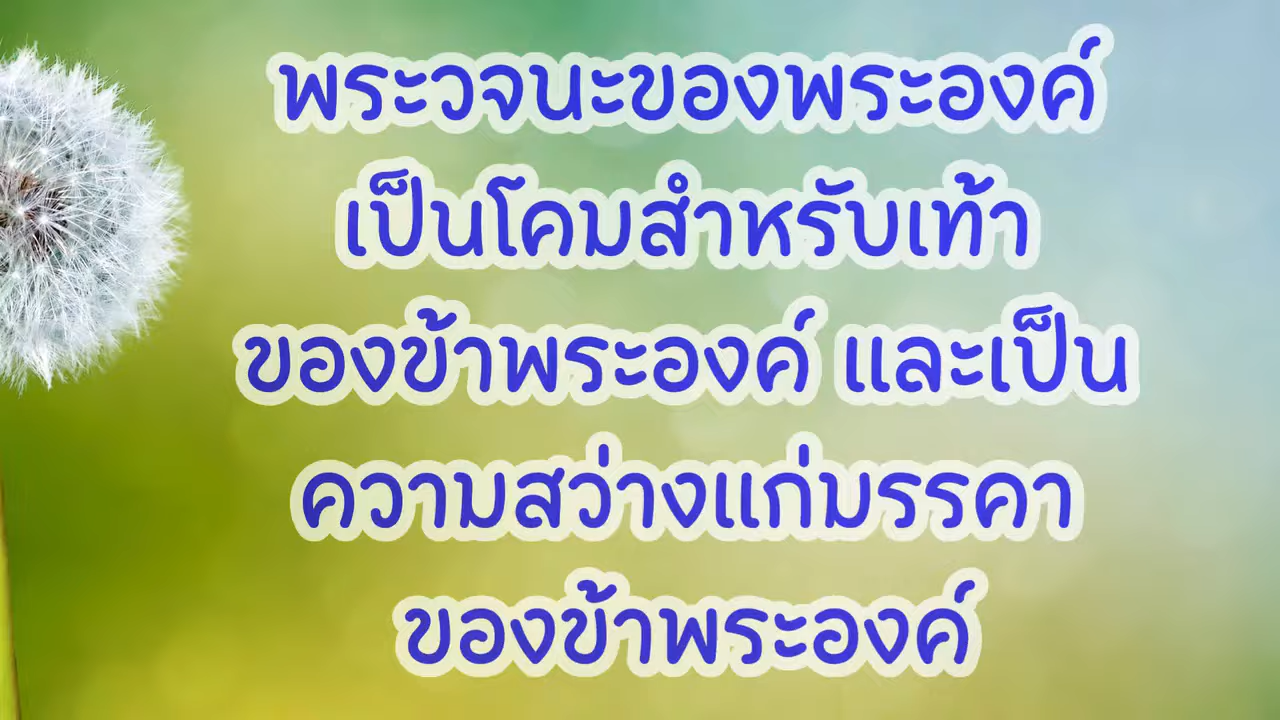 พระวจนะของพระองค์
เป็นโคมสำหรับเท้า
ของข้าพระองค์ และเป็น
ความสว่างแก่มรรคา
ของข้าพระองค์